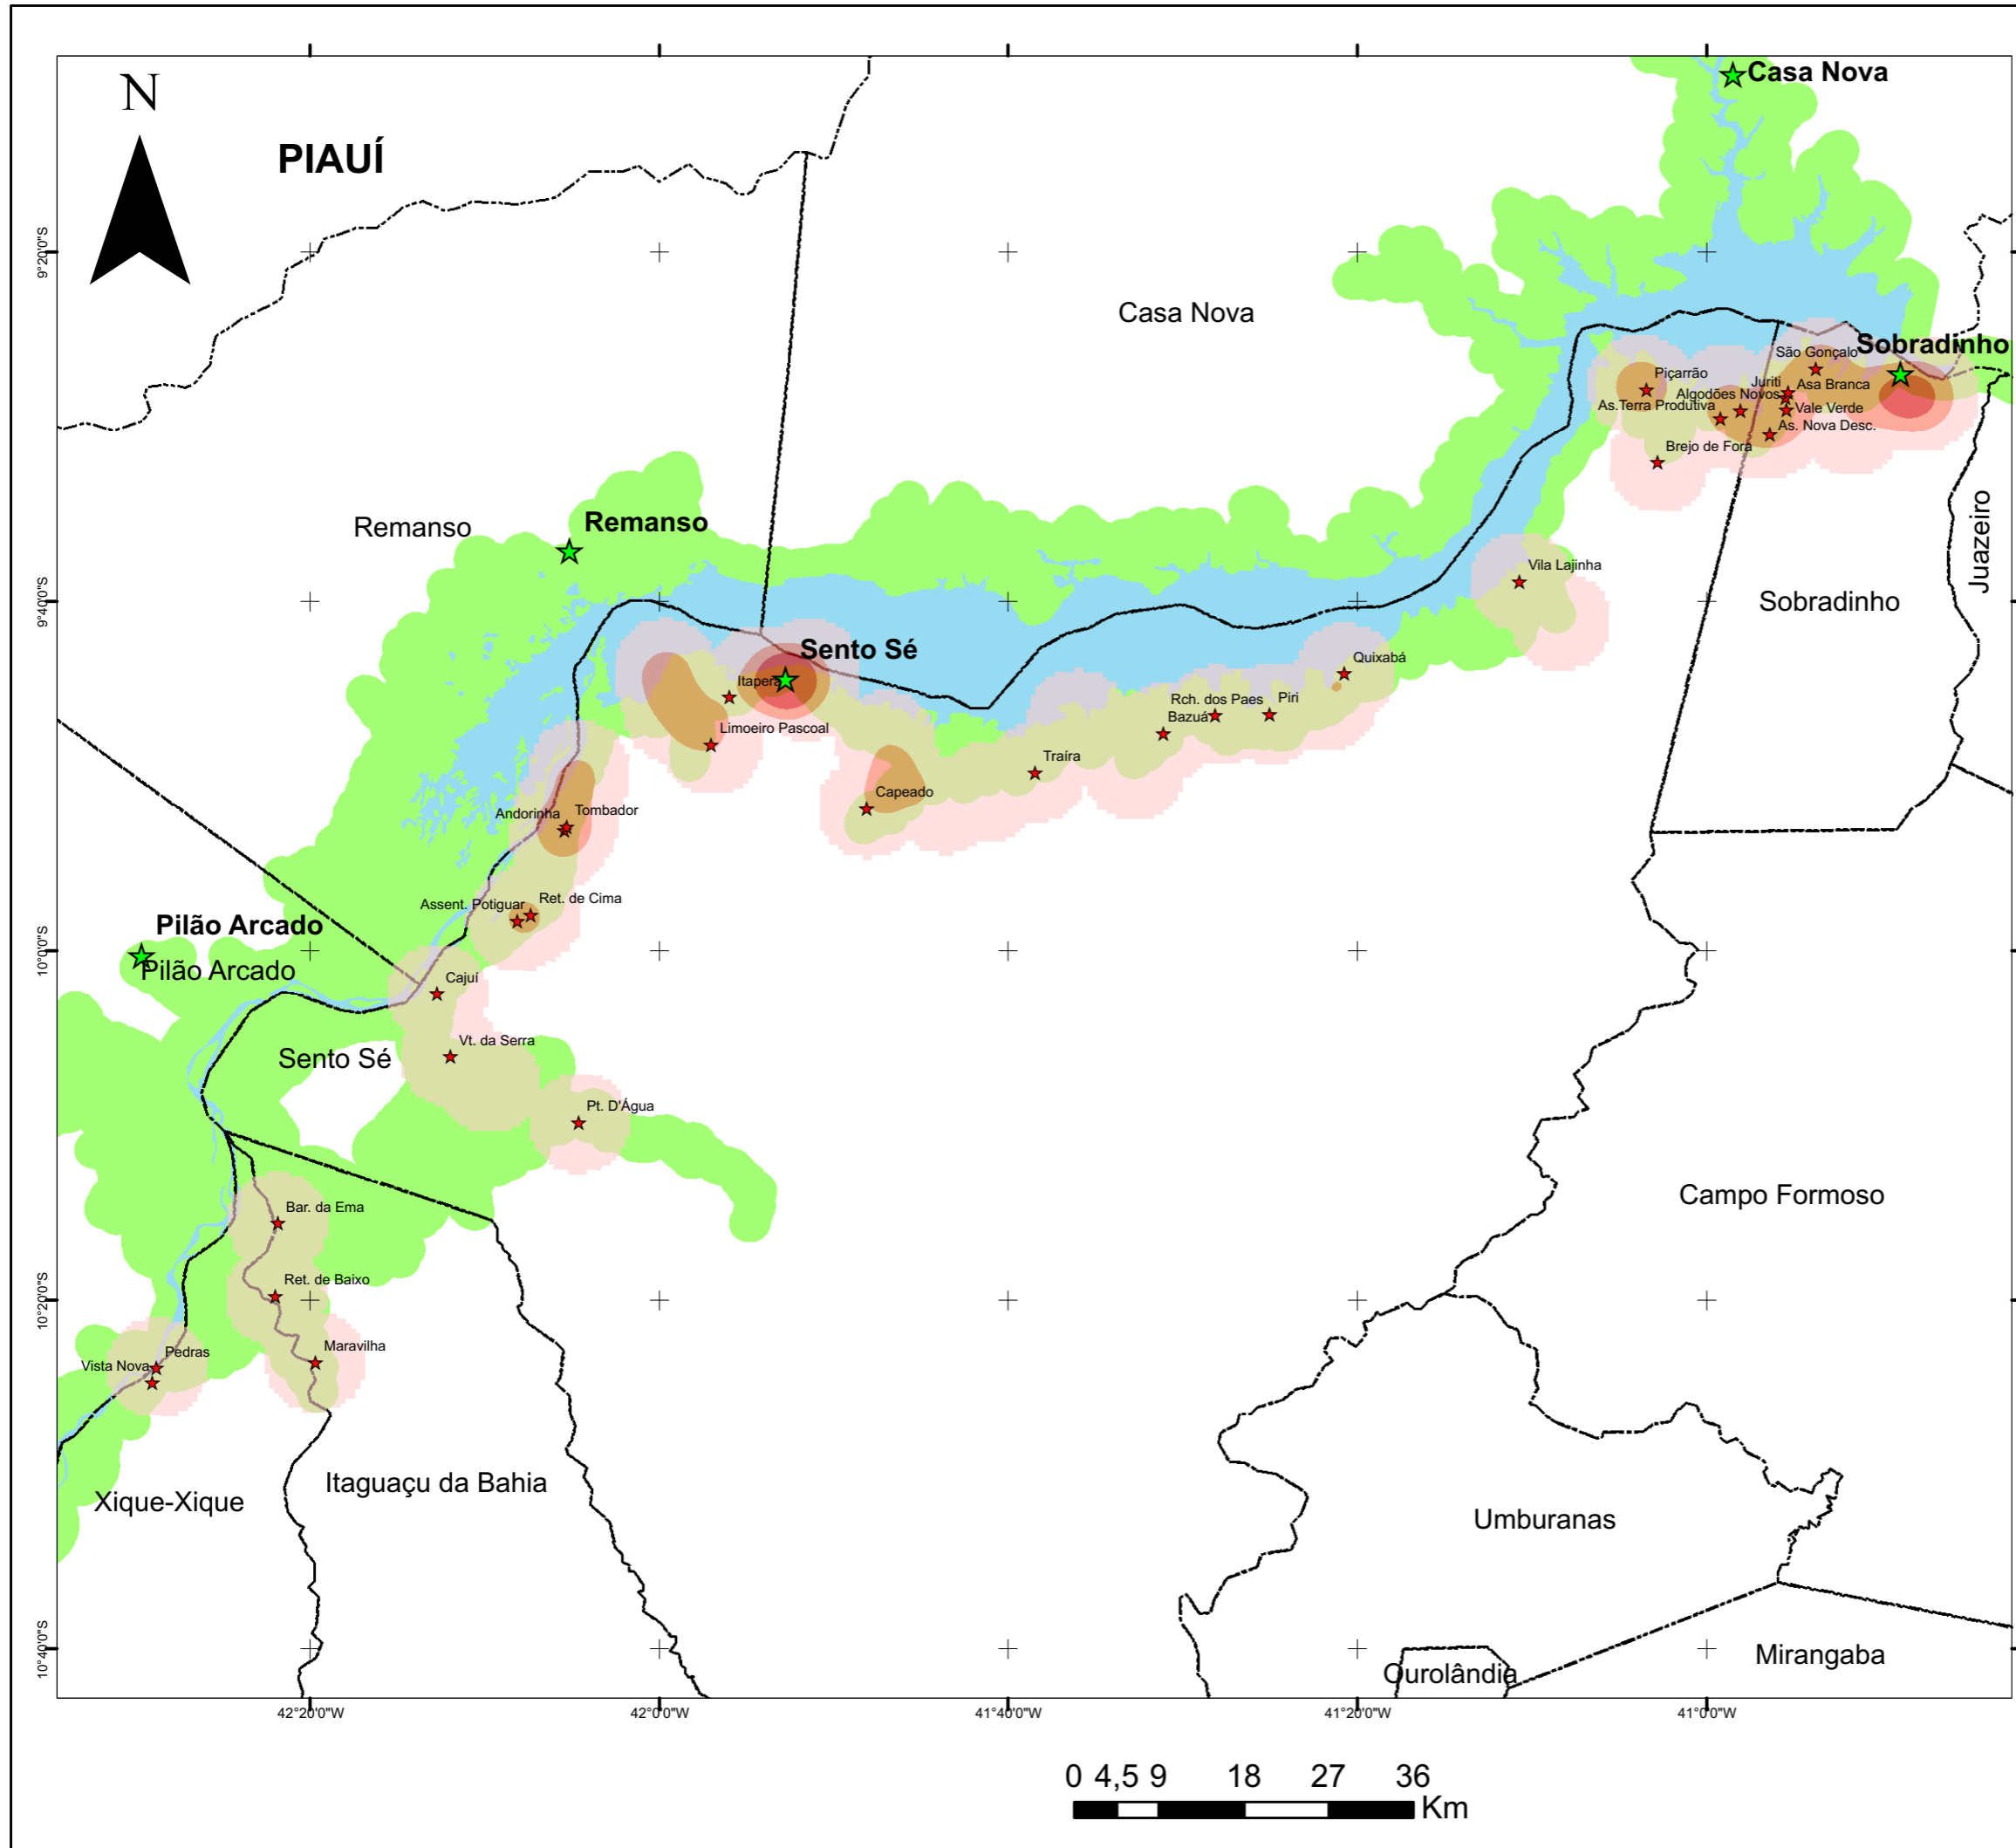 N
PIAUÍ
Casa Nova
9°20'0"S
Casa Nova
Sobradinho
São Gonçalo
Piçarrão
Juriti
Asa Branca
Algodões Novos
As.Terra Produtiva
Vale Verde
As. Nova Desc.
Brejo de Fora
Juazeiro
Remanso
Remanso
Vila Lajinha
9°40'0"S
Sobradinho
Sento Sé
Quixabá
Itapera
Rch. dos Paes
Piri
Bazuá
Limoeiro Pascoal
Traíra
Capeado
Andorinha
Tombador
Assent. Potiguar
Ret. de Cima
Pilão Arcado
10°0'0"S
Pilão Arcado
Cajuí
Vt. da Serra
Sento Sé
Pt. D'Água
Campo Formoso
Bar. da Ema
Ret. de Baixo
10°20'0"S
Maravilha
Pedras
Vista Nova
Itaguaçu da Bahia
Xique-Xique
Umburanas
10°40'0"S
Mirangaba
Ourolândia
42°20'0"W
42°0'0"W
41°40'0"W
41°20'0"W
41°0'0"W
0 4,5 9 18 27 36
Km